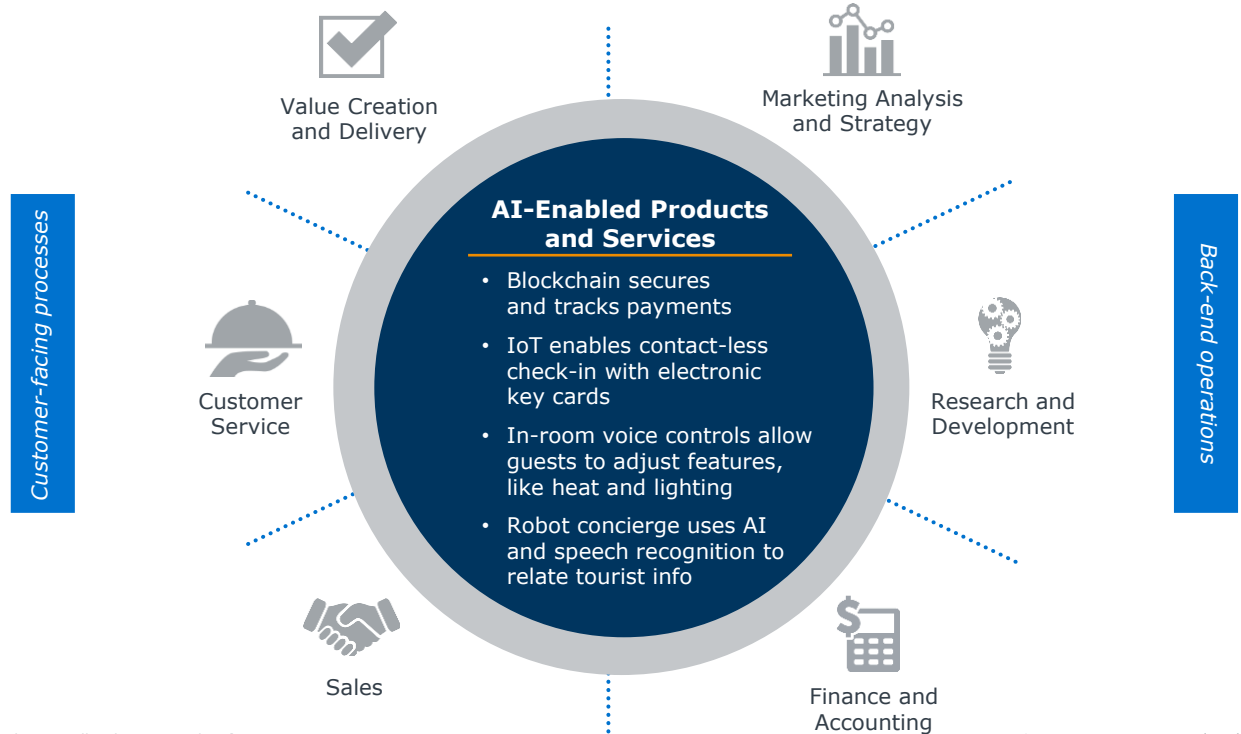 Value Creation
and Delivery
Marketing Analysis
and Strategy
Customer-facing processes
Back-end operations
AI-Enabled Products
and Services
• Blockchain secures
and tracks payments
• IoT enables contact-less
check-in with electronic
key cards
• In-room voice controls allow
guests to adjust features,
like heat and lighting
• Robot concierge uses AI
and speech recognition to
relate tourist info
Customer
Service
Research and
Development
Sales
Finance and
Accounting